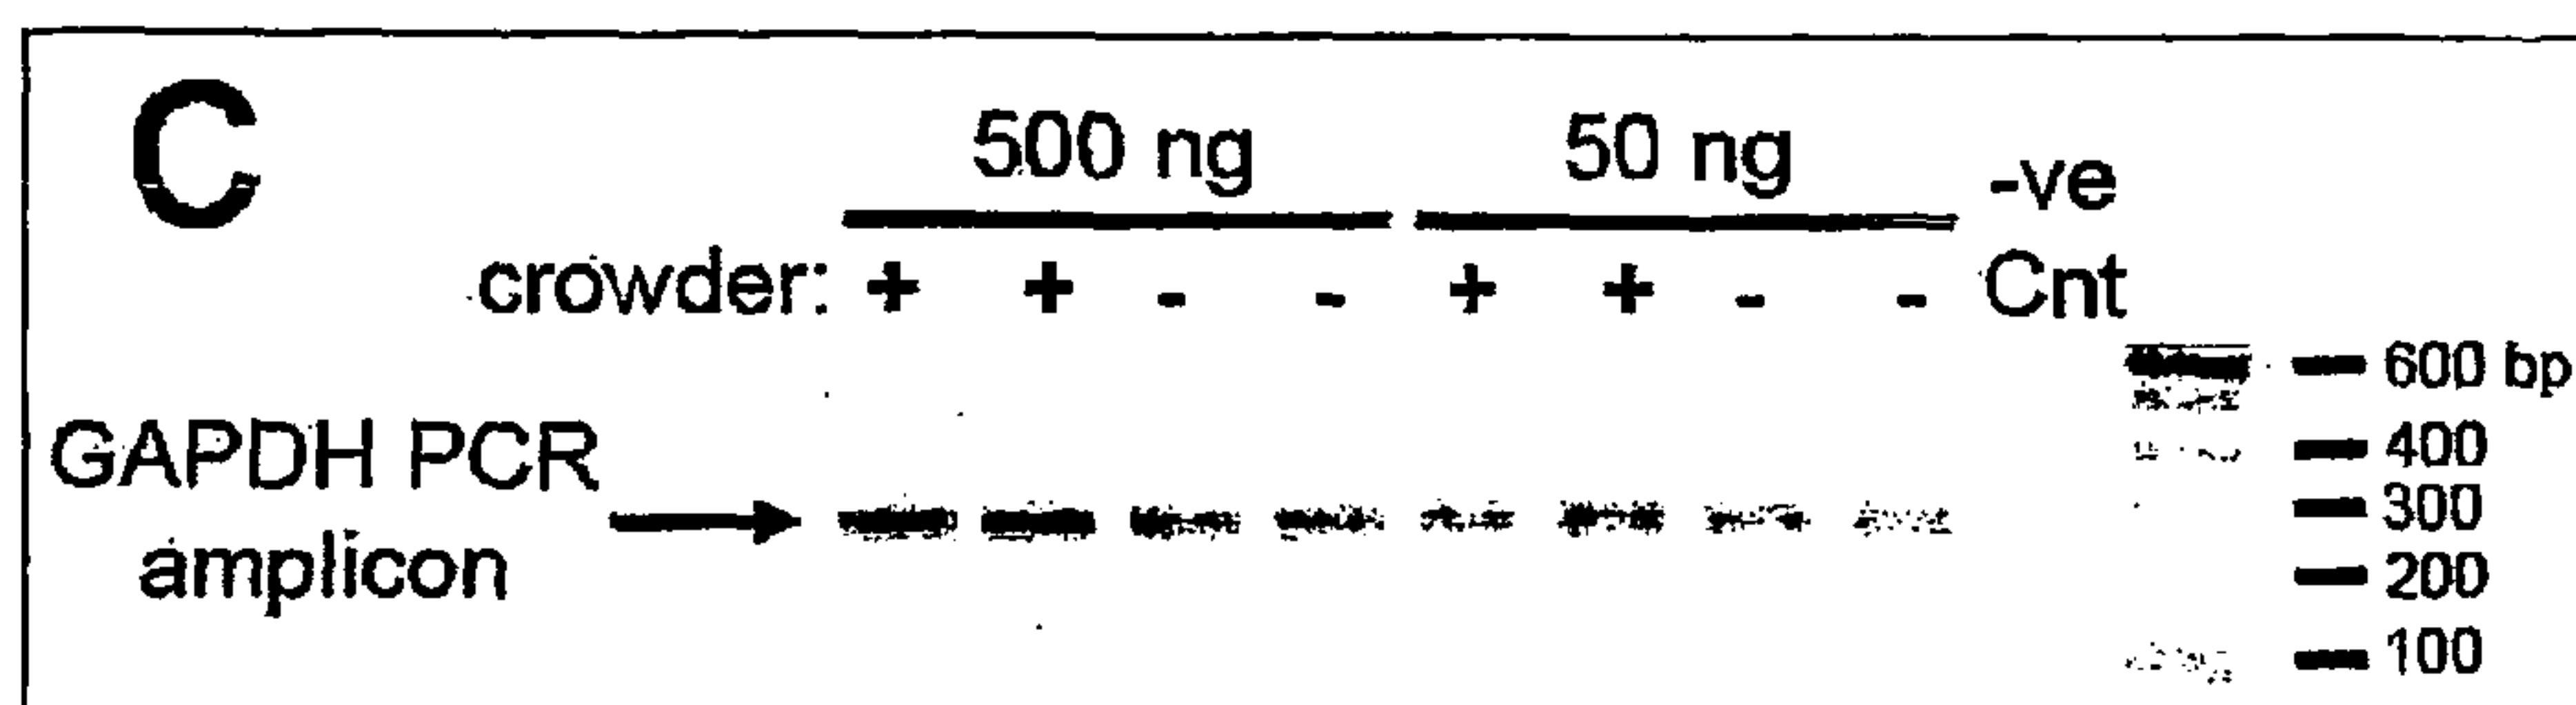 C
500 ng 50 ng -ve
crowder: + + - - + + - - Cnt
600 bp
GAPDH PCR 400
300
amplicon 200
100